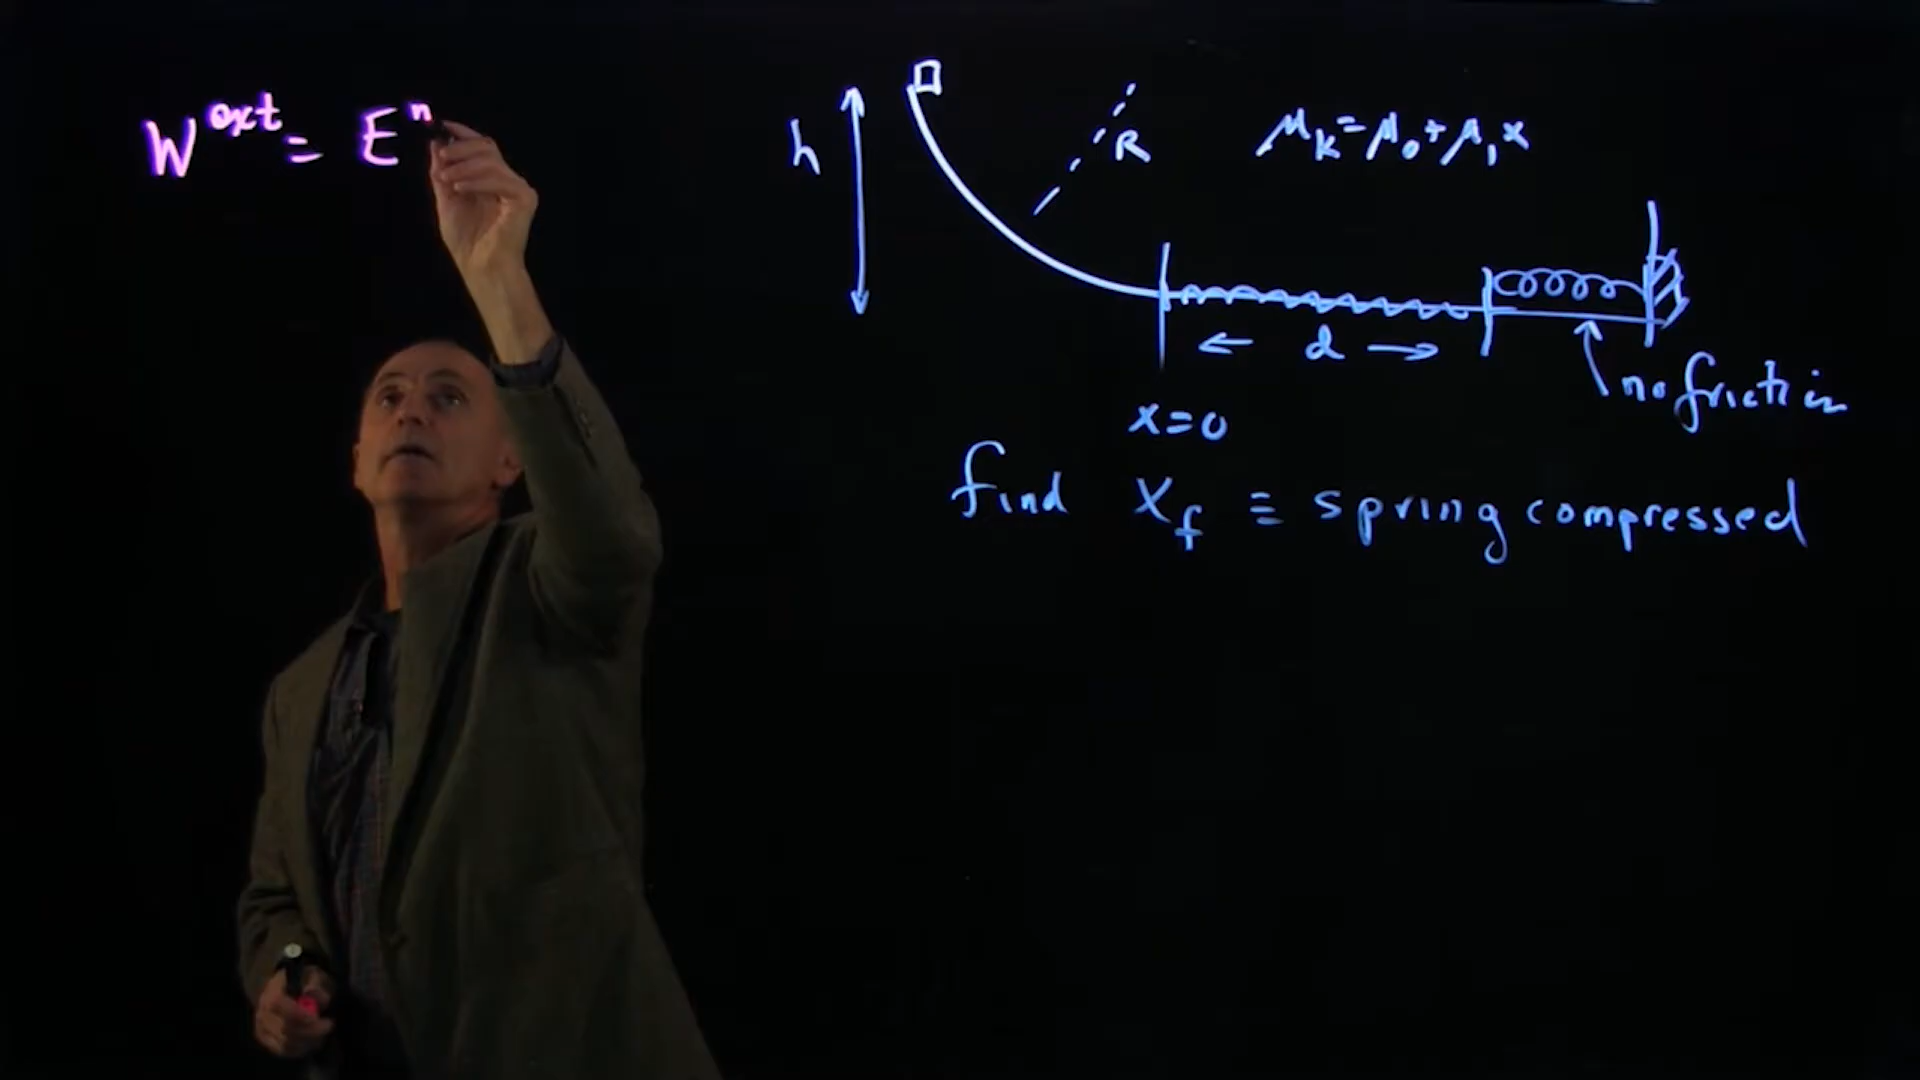 W^ext = E^m
h
R
μ_k = μ_0 + μ_1 x
← d →
no friction
x = 0
find x_f ≡ spring compressed